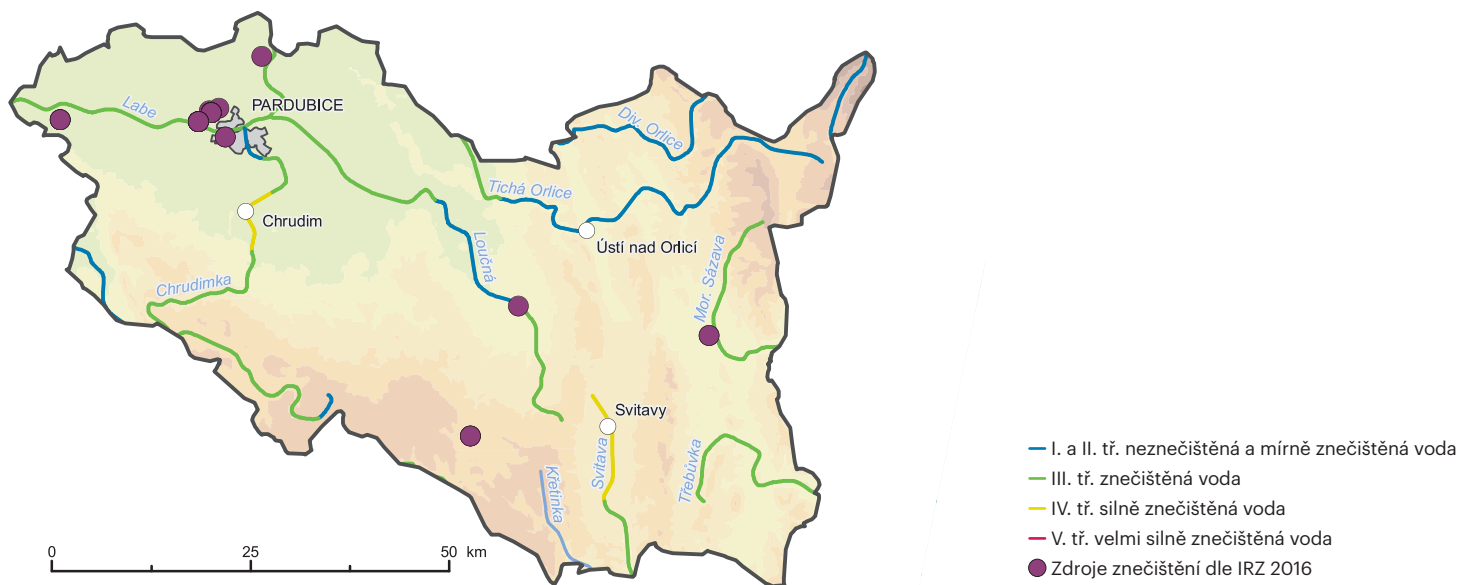 Labe
PARDUBICE
Div. Orlice
Tichá Orlice
Chrudim
Ústí nad Orlicí
Loučná
Mor. Sázava
Chrudimka
Svitavy
Svitava
Křetinka
Třebůvka
0 25 50 km
I. a II. tř. neznečištěná a mírně znečištěná voda
III. tř. znečištěná voda
IV. tř. silně znečištěná voda
V. tř. velmi silně znečištěná voda
Zdroje znečištění dle IRZ 2016